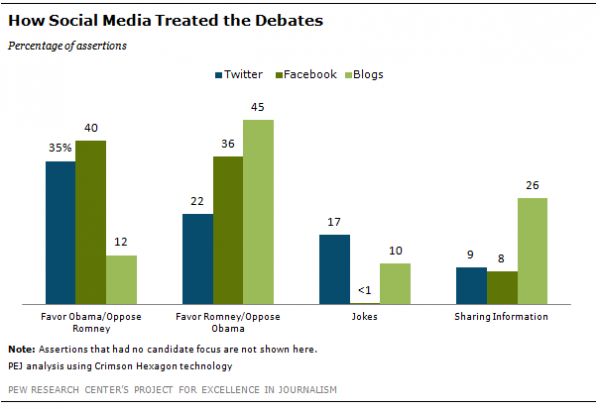 How Social Media Treated the Debates
Percentage of assertions
Twitter Facebook Blogs
35% 40 12
22 36 45
17 <1 10
9 8 26
Favor Obama/Oppose
Romney
Favor Romney/Oppose
Obama
Jokes
Sharing Information
Note: Assertions that had no candidate focus are not shown here.
PEJ analysis using Crimson Hexagon technology
PEW RESEARCH CENTER'S PROJECT FOR EXCELLENCE IN JOURNALISM